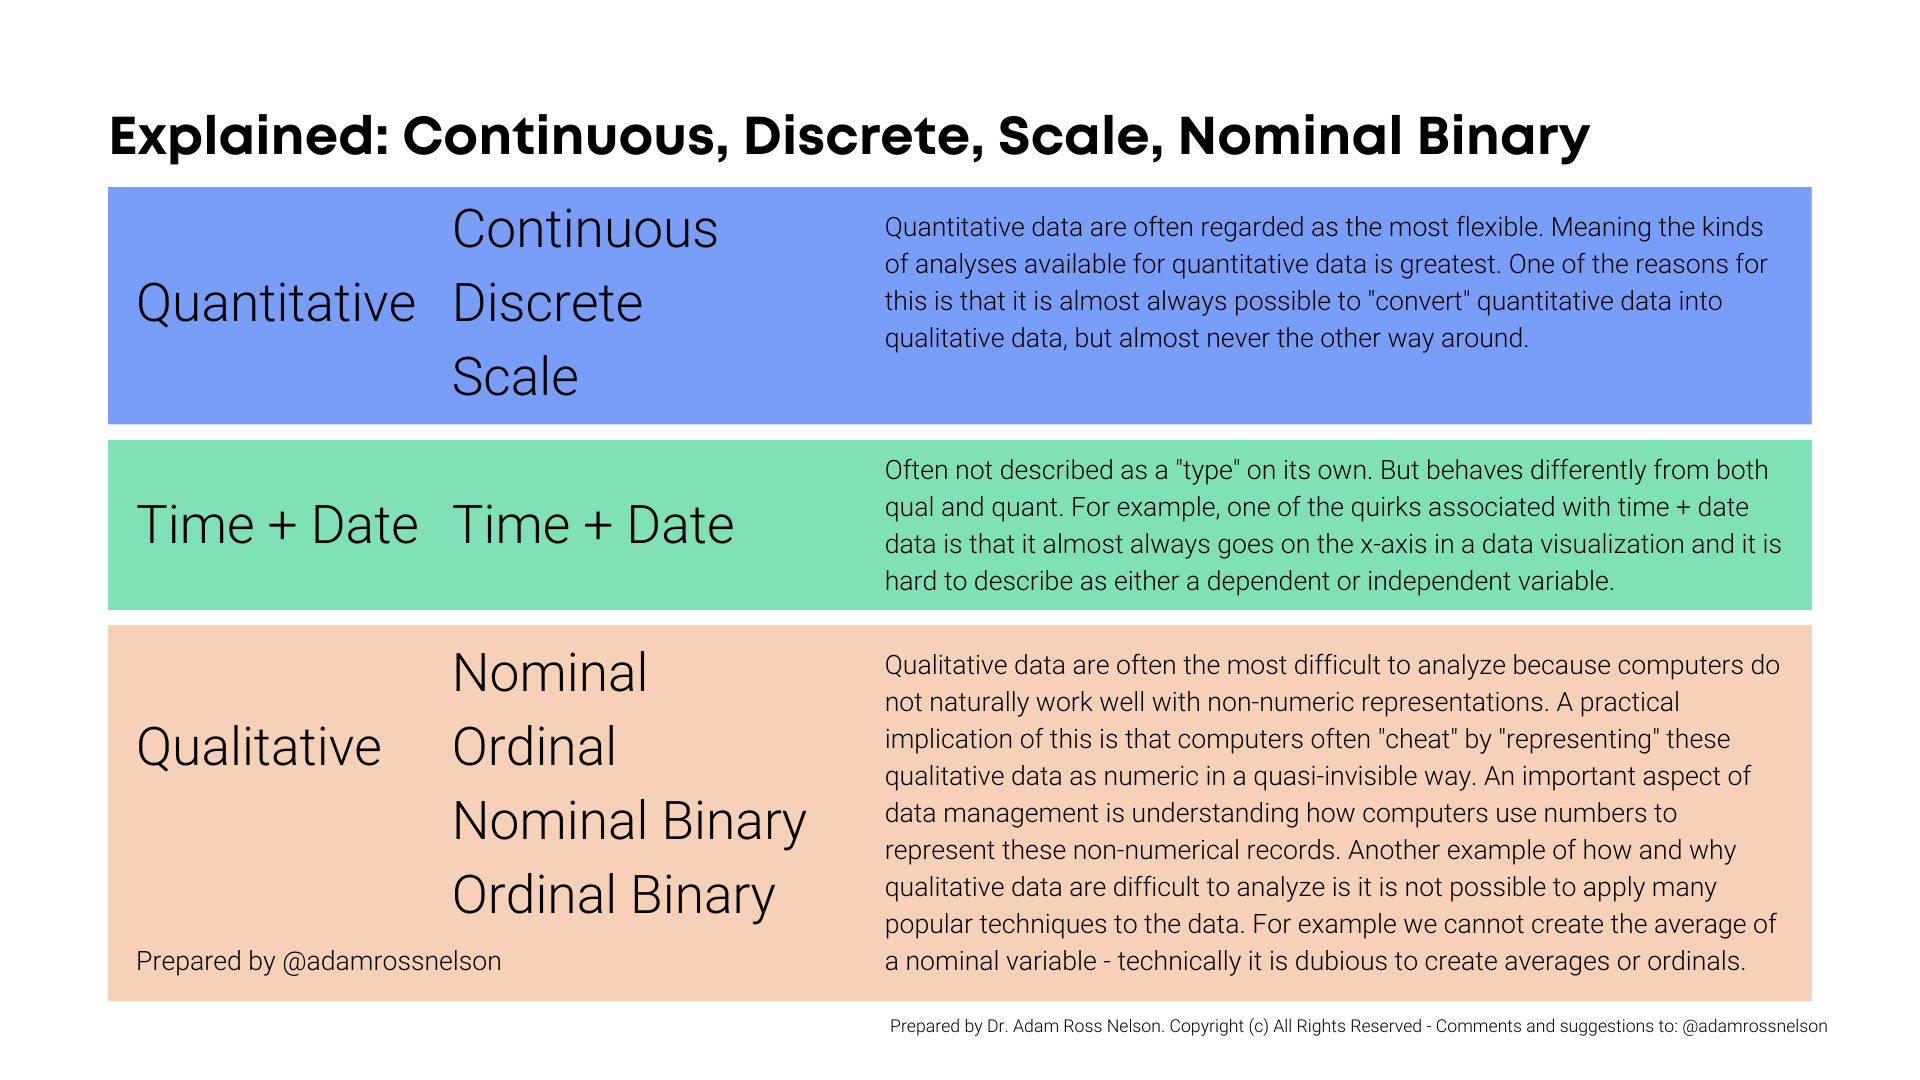 Explained: Continuous, Discrete, Scale, Nominal Binary
Quantitative
Continuous
Discrete
Scale
Quantitative data are often regarded as the most flexible. Meaning the kinds
of analyses available for quantitative data is greatest. One of the reasons for
this is that it is almost always possible to "convert" quantitative data into
qualitative data, but almost never the other way around.
Time + Date
Time + Date
Often not described as a "type" on its own. But behaves differently from both
qual and quant. For example, one of the quirks associated with time + date
data is that it almost always goes on the x-axis in a data visualization and it is
hard to describe as either a dependent or independent variable.
Qualitative
Nominal
Ordinal
Nominal Binary
Ordinal Binary
Qualitative data are often the most difficult to analyze because computers do
not naturally work well with non-numeric representations. A practical
implication of this is that computers often "cheat" by "representing" these
qualitative data as numeric in a quasi-invisible way. An important aspect of
data management is understanding how computers use numbers to
represent these non-numerical records. Another example of how and why
qualitative data are difficult to analyze is it is not possible to apply many
popular techniques to the data. For example we cannot create the average of
a nominal variable - technically it is dubious to create averages or ordinals.
Prepared by @adamrossnelson
Prepared by Dr. Adam Ross Nelson. Copyright (c) All Rights Reserved - Comments and suggestions to: @adamrossnelson